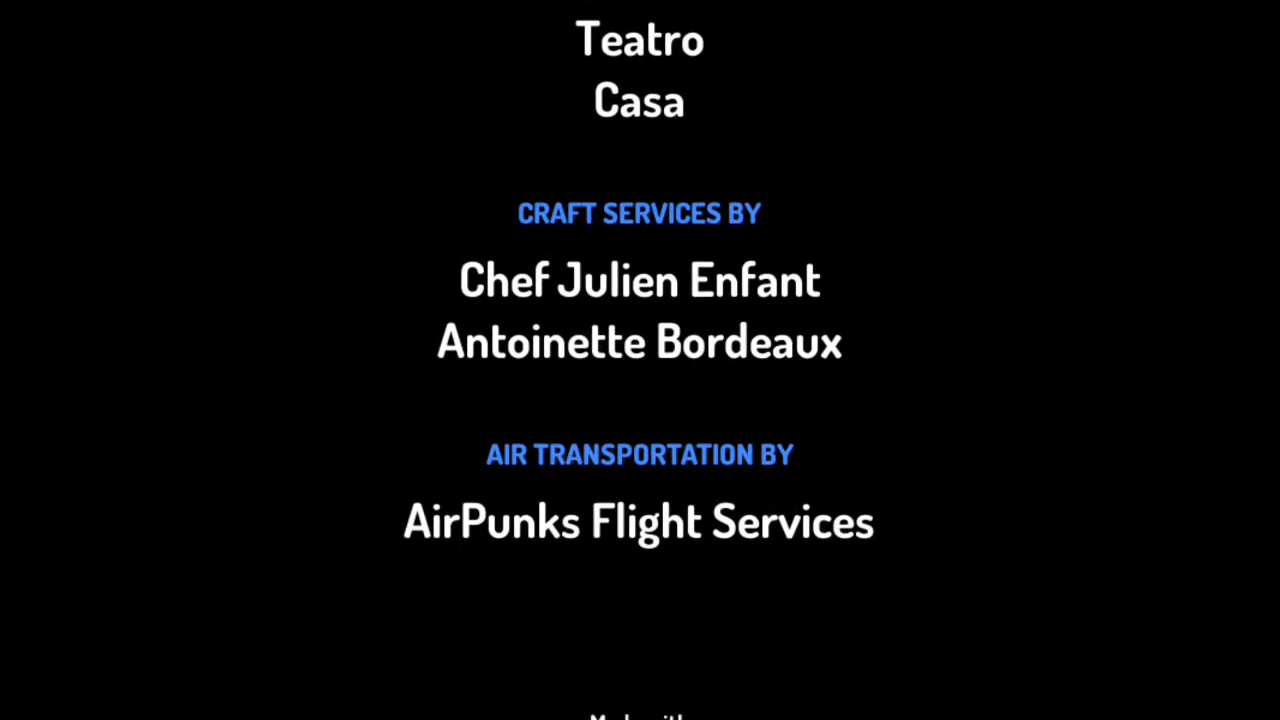 Teatro
Casa
CRAFT SERVICES BY
Chef Julien Enfant
Antoinette Bordeaux
AIR TRANSPORTATION BY
AirPunks Flight Services